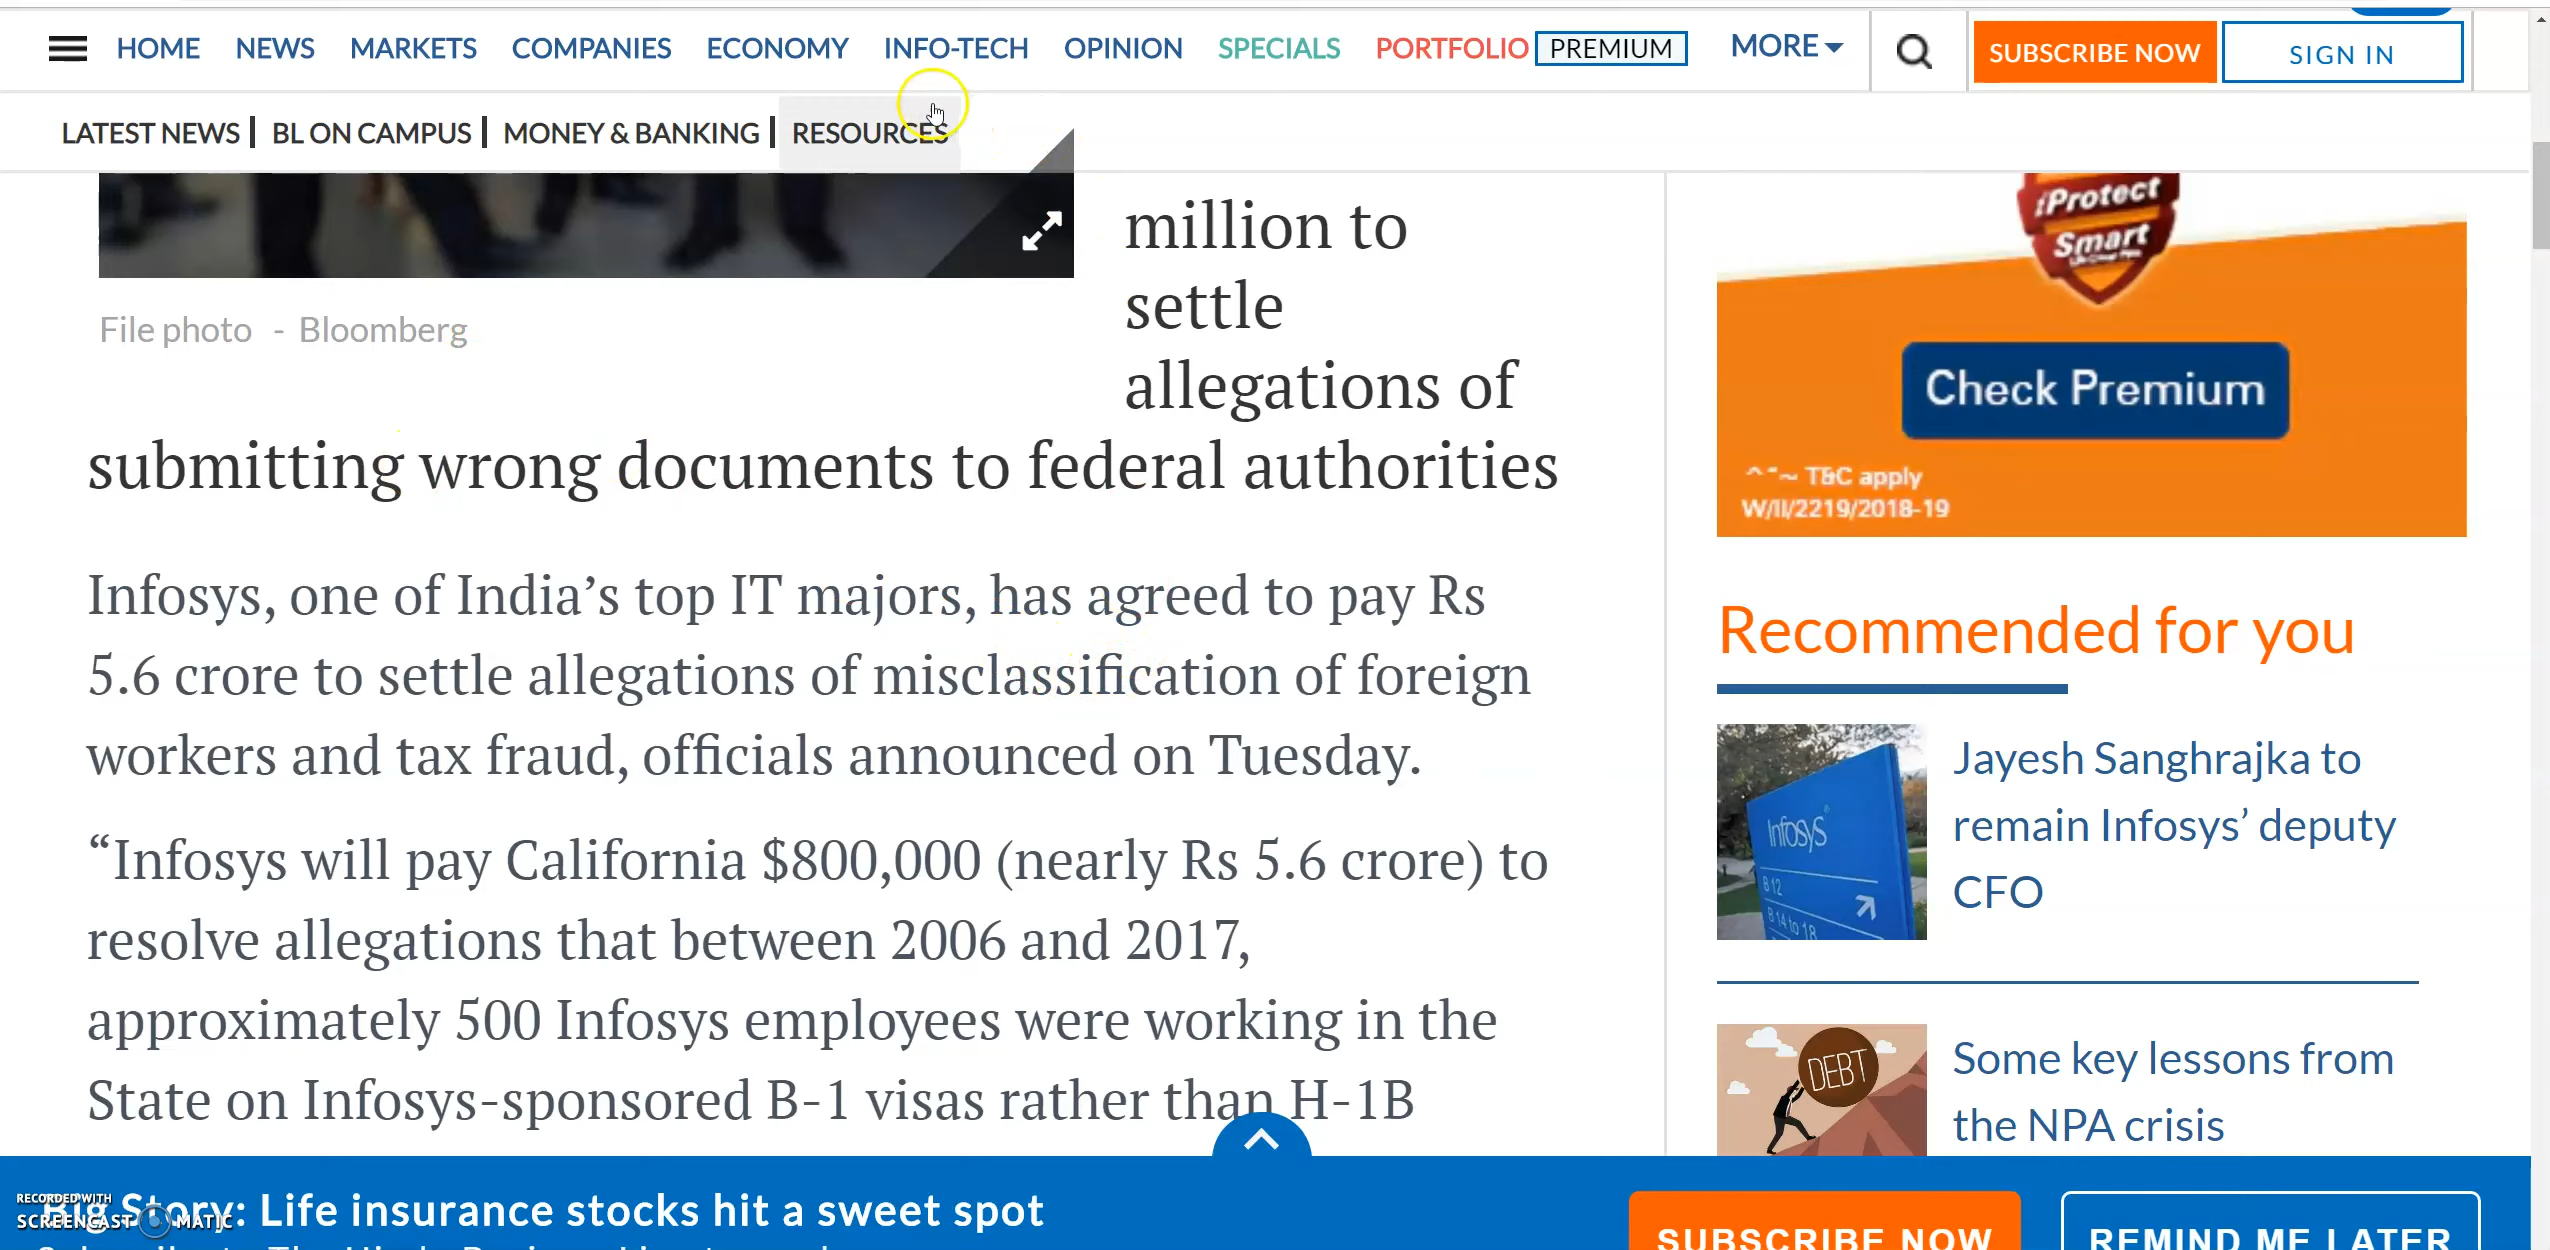 HOME NEWS MARKETS COMPANIES ECONOMY INFO-TECH OPINION SPECIALS PORTFOLIO PREMIUM MORE SUBSCRIBE NOW SIGN IN
LATEST NEWS | BL ON CAMPUS | MONEY & BANKING | RESOURCES
million to
settle
allegations of
File photo - Bloomberg
submitting wrong documents to federal authorities
Infosys, one of India’s top IT majors, has agreed to pay Rs
5.6 crore to settle allegations of misclassification of foreign
workers and tax fraud, officials announced on Tuesday.
“Infosys will pay California $800,000 (nearly Rs 5.6 crore) to
resolve allegations that between 2006 and 2017,
approximately 500 Infosys employees were working in the
State on Infosys-sponsored B-1 visas rather than H-1B
iProtect
Smart
Check Premium
^ ~~ T&C apply
W/II/2219/2018-19
Recommended for you
Infosys
B 12
B 14 to 18
Jayesh Sanghrajka to
remain Infosys’ deputy
CFO
DEBT
Some key lessons from
the NPA crisis
RECORDED WITH
SCREENCAST MATIC
Big Story: Life insurance stocks hit a sweet spot
SUBSCRIBE NOW
REMIND ME LATER